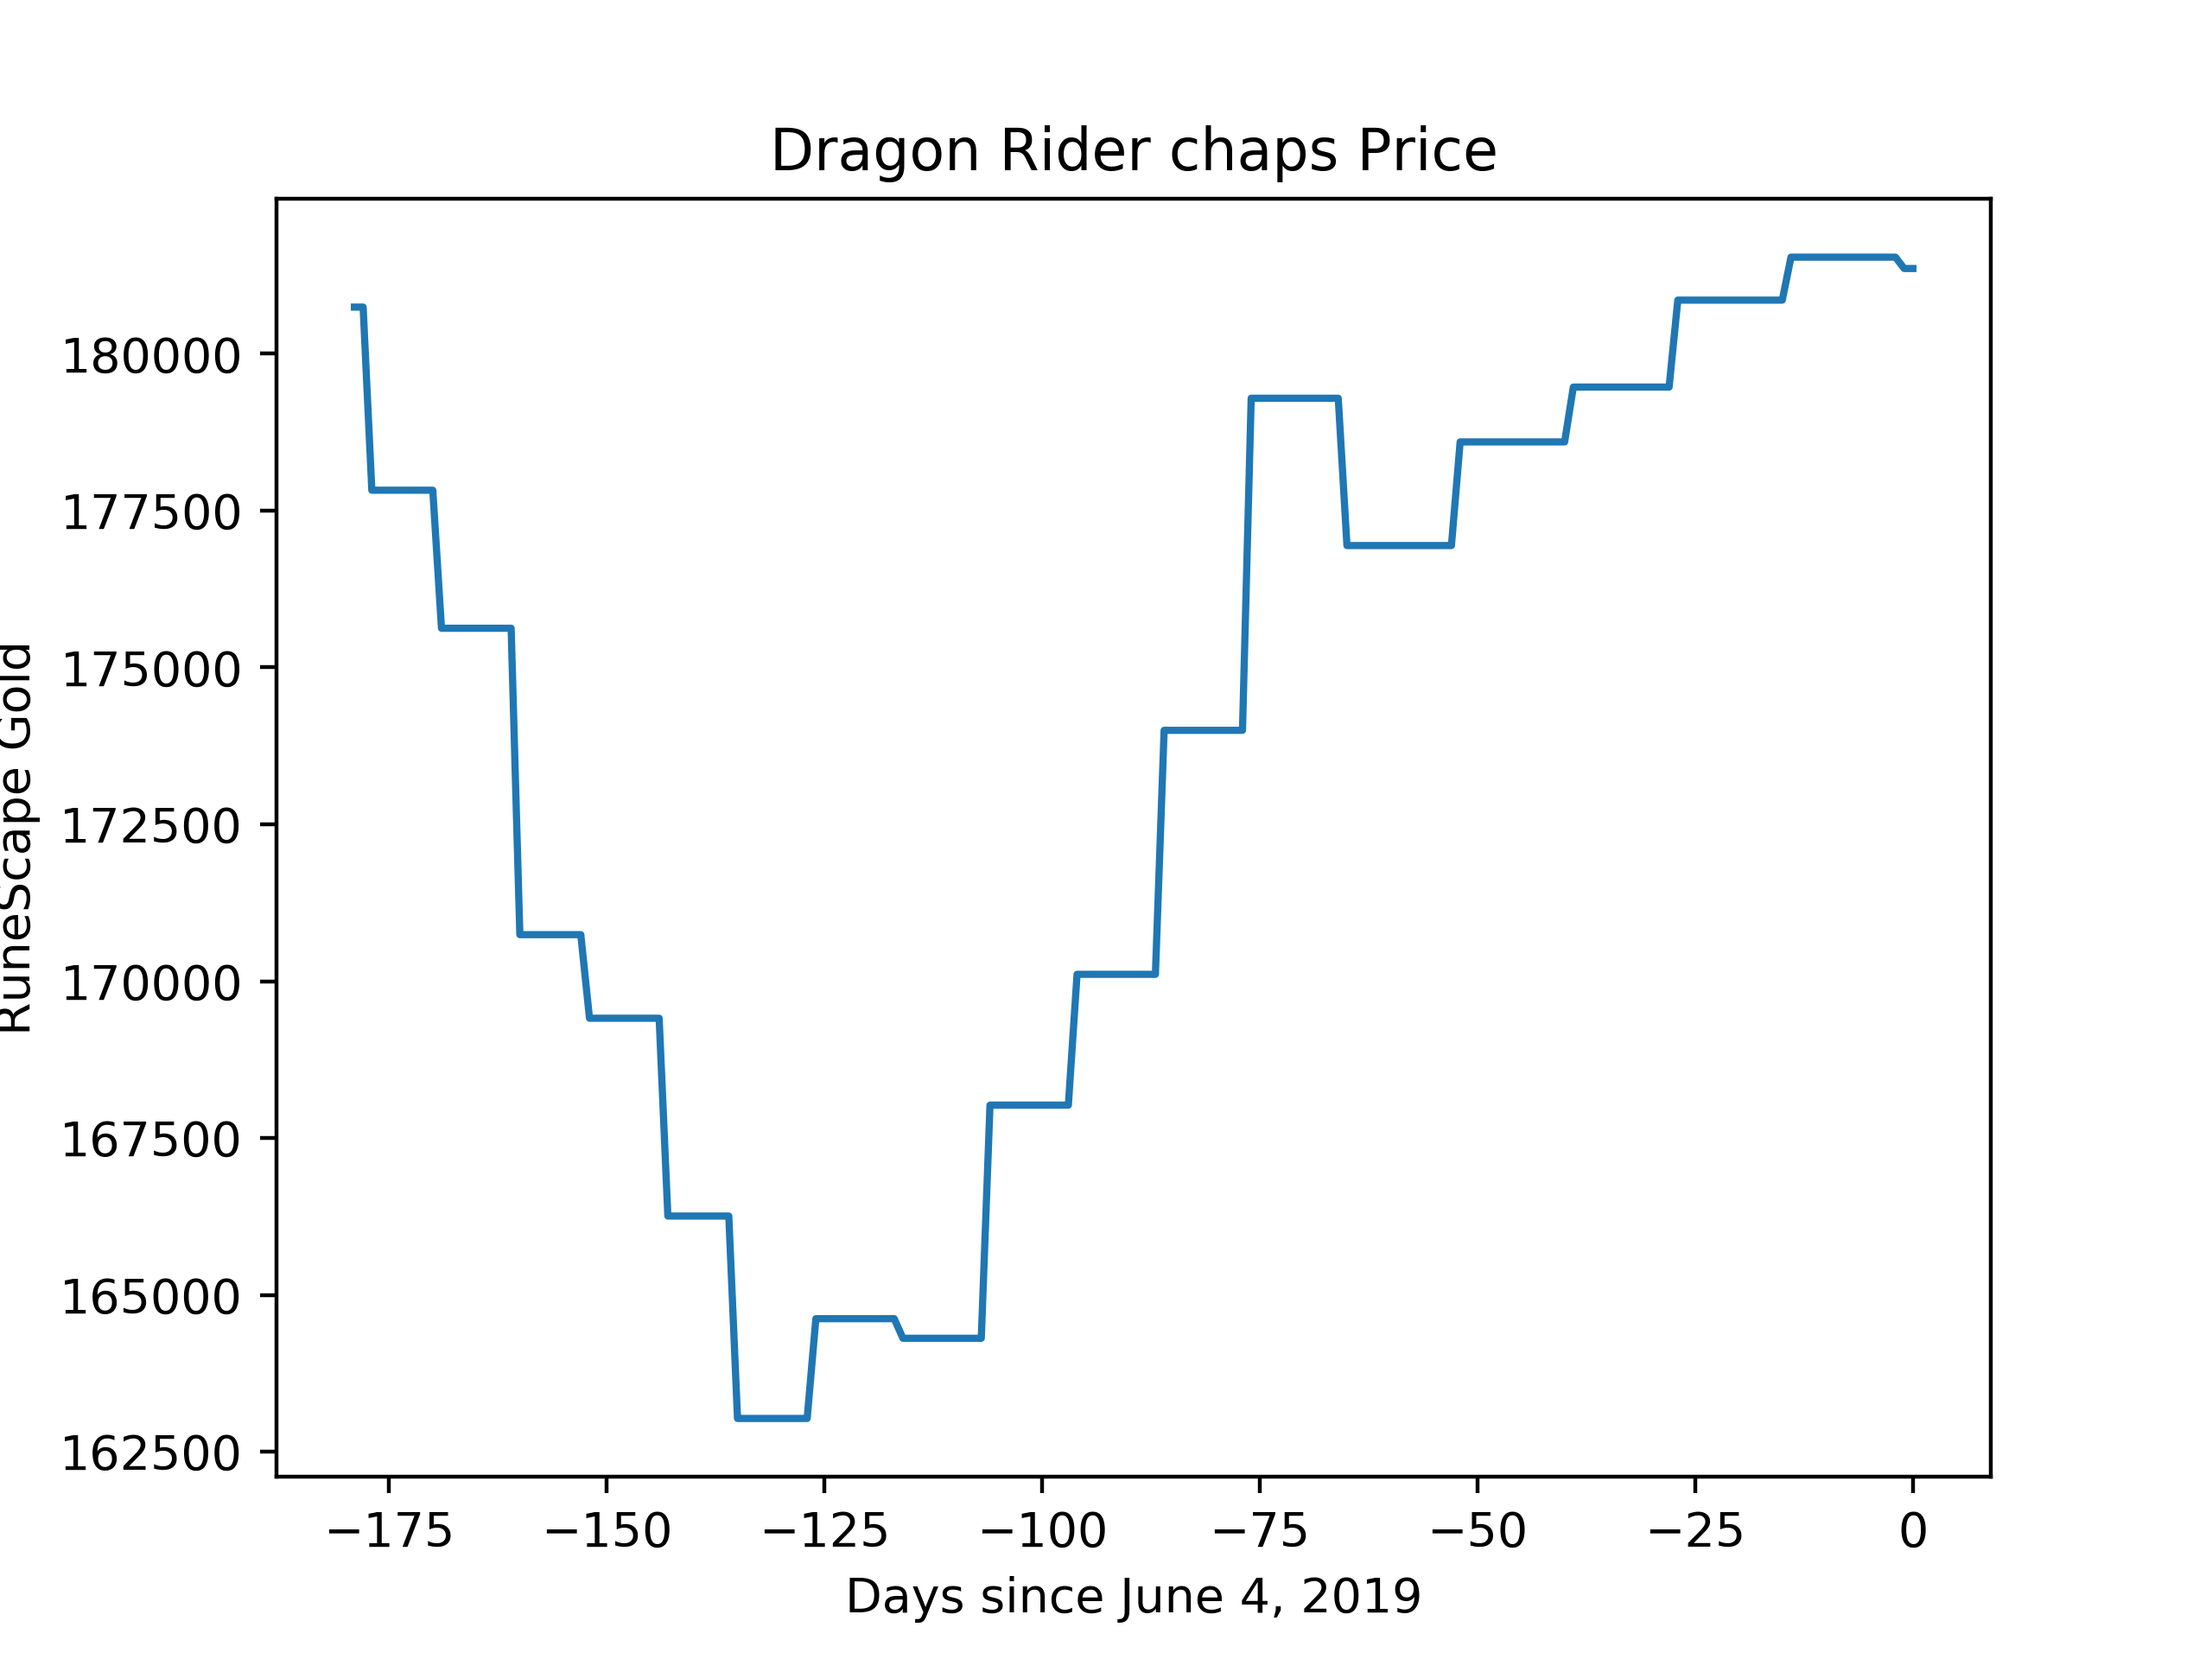 Dragon Rider chaps Price
RuneScape Gold
180000
177500
175000
172500
170000
167500
165000
162500
−175 −150 −125 −100 −75 −50 −25 0
Days since June 4, 2019